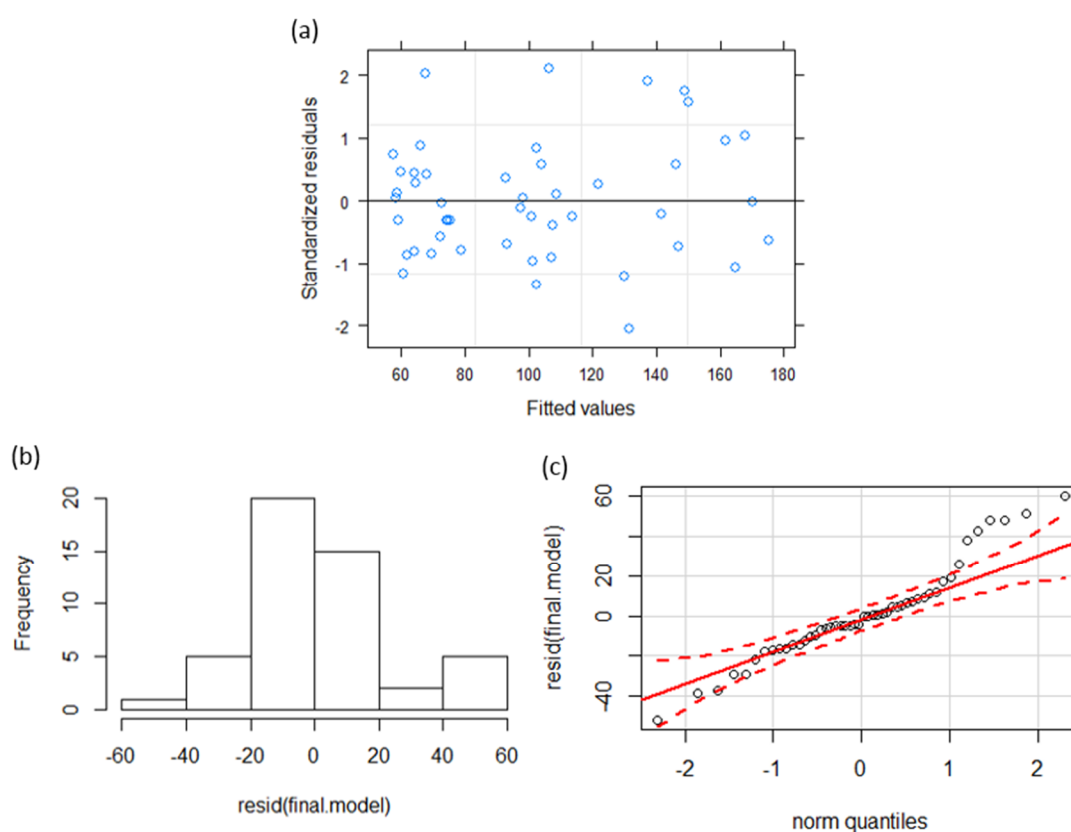 (a)
Standardized residuals
2
1
0
-1
-2
60 80 100 120 140 160 180
Fitted values
(b)
Frequency
20
15
10
5
0
-60 -40 -20 0 20 40 60
resid(final.model)
(c)
resid(final.model)
60
20
0
-40
-2 -1 0 1 2
norm quantiles